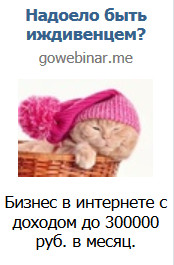 Надоело быть
иждивенцем?
gowebinar.me
Бизнес в интернете с
доходом до 300000
руб. в месяц.